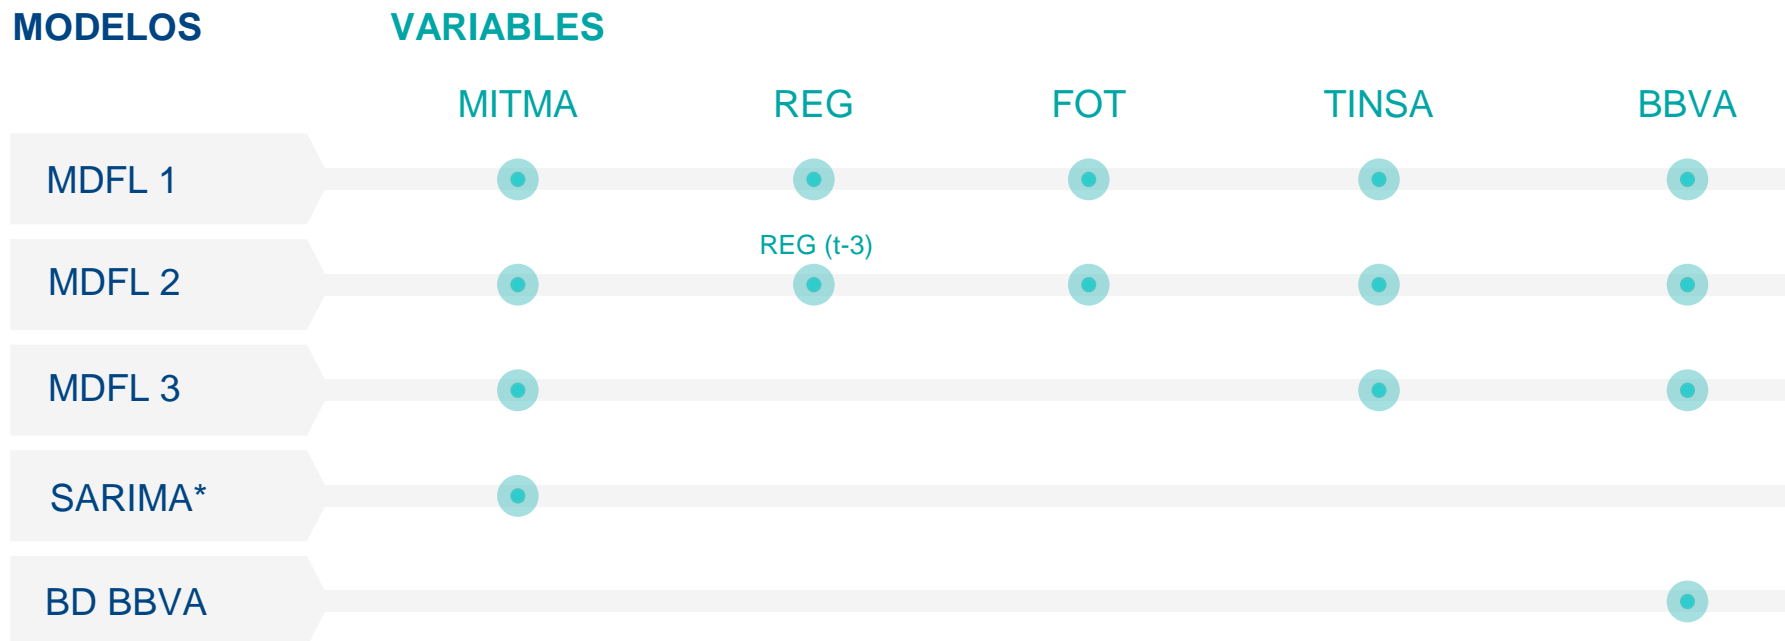 MODELOS VARIABLES
MITMA REG FOT TINSA BBVA
MDFL 1
REG (t-3)
MDFL 2
MDFL 3
SARIMA*
BD BBVA